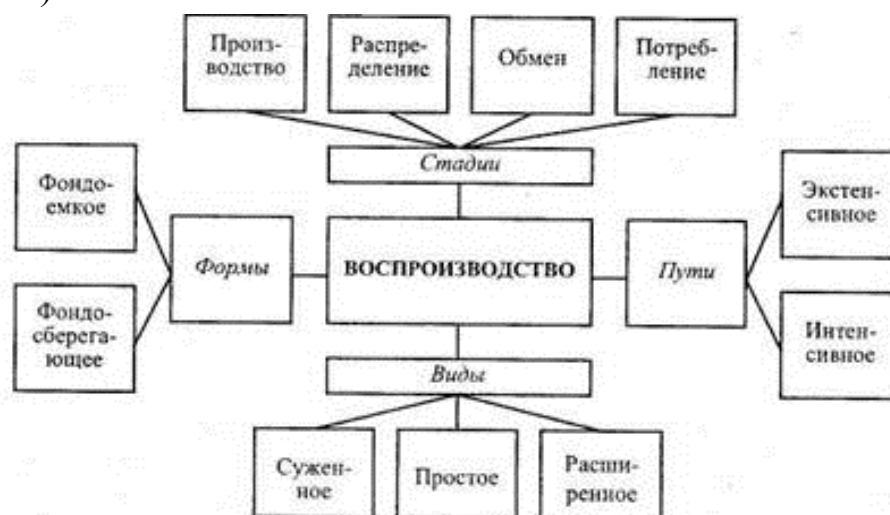 )
Произ-
водство
Распре-
деление
Обмен
Потреб-
ление
Стадии
Фондо-
емкое
Фондо-
сберега-
ющее
Формы
ВОСПРОИЗВОДСТВО
Пути
Экстен-
сивное
Интен-
сивное
Виды
Сужен-
ное
Простое
Расши-
ренное